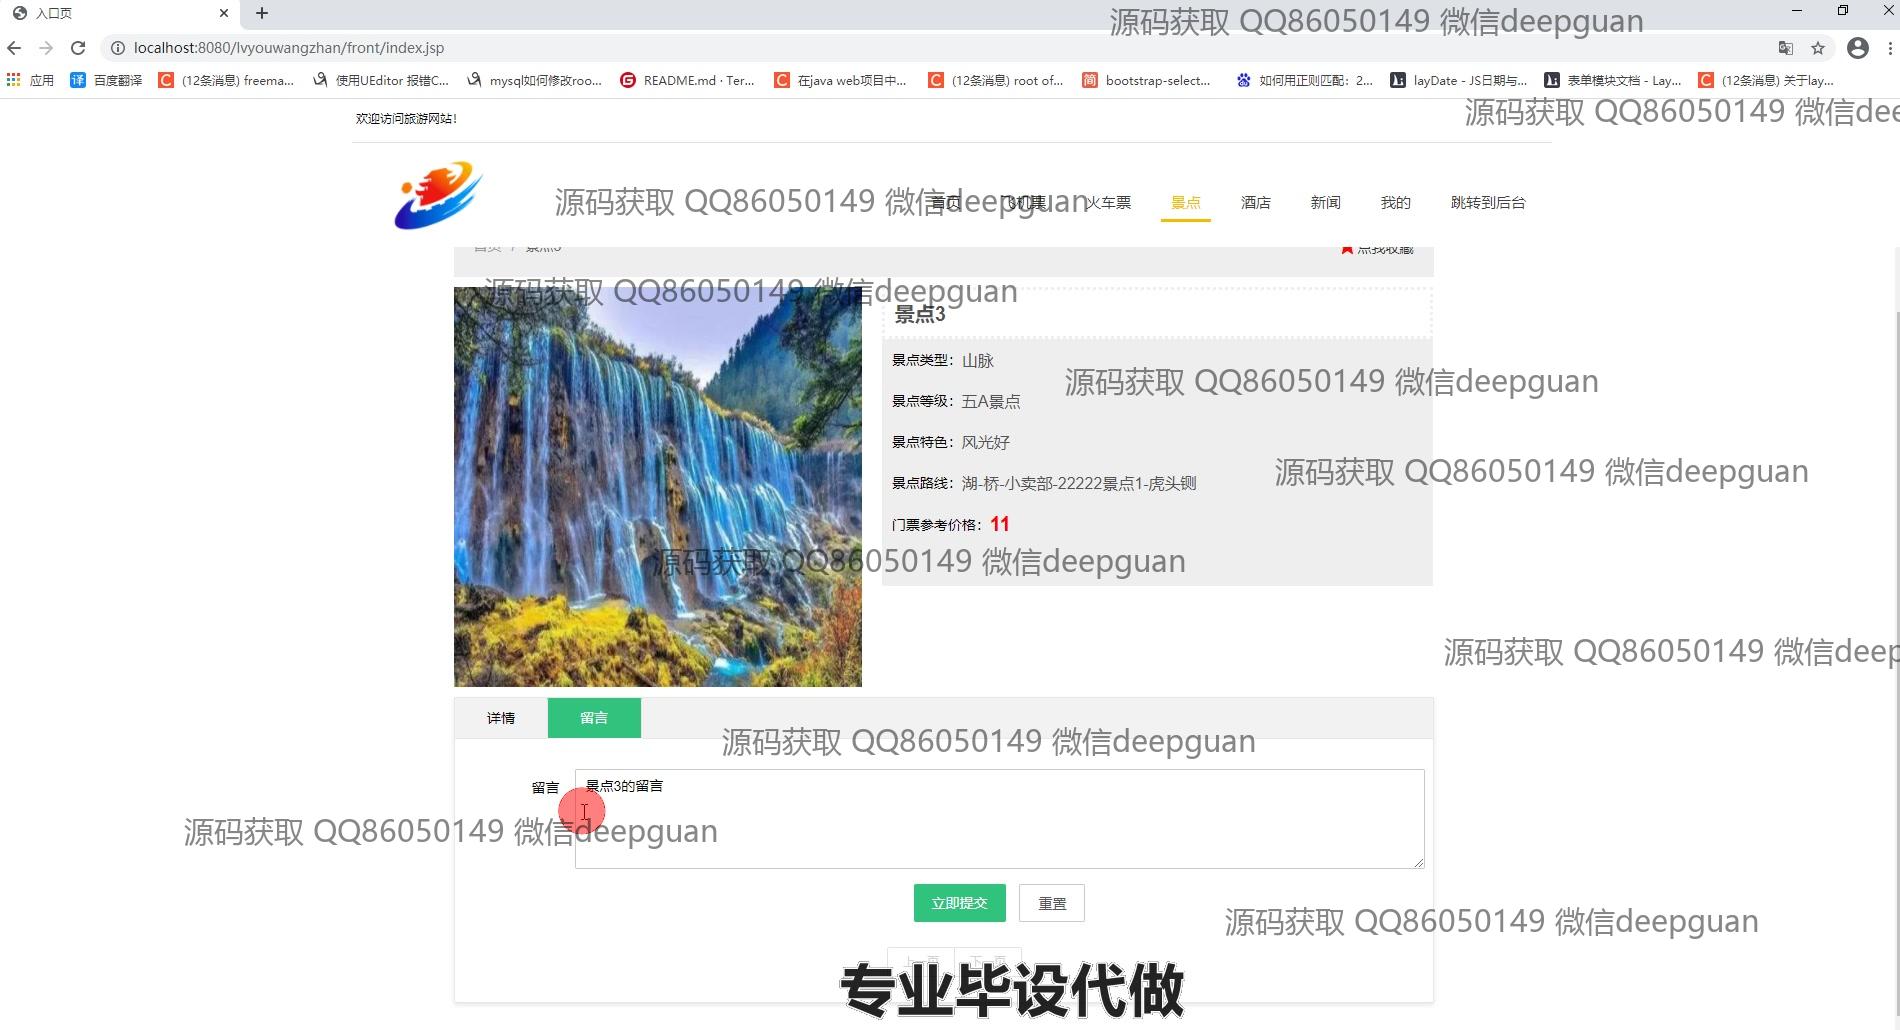 入口页
源码获取 QQ86050149 微信deepguan
localhost:8080/lvyouwangzhan/front/index.jsp
应用 译 百度翻译 (12条消息) freema... 使用UEditor 报错C... mysql如何修改roo... README.md · Ter... 在java web项目中... (12条消息) root of... bootstrap-select... 如何用正则匹配：2... layDate - JS日期与... 表单模块文档 - Lay... (12条消息) 关于lay...
源码获取 QQ86050149 微信dee
欢迎访问旅游网站!
源码获取 QQ86050149 微信deepguan
首页 飞机票 火车票 景点 酒店 新闻 我的 跳转到后台
首页 / 景点3 点我收藏
源码获取 QQ86050149 微信deepguan
景点3
景点类型： 山脉
源码获取 QQ86050149 微信deepguan
景点等级： 五A景点
景点特色： 风光好
源码获取 QQ86050149 微信deepguan
景点路线： 湖-桥-小卖部-22222景点1-虎头铡
门票参考价格： 11
源码获取 QQ86050149 微信deepguan
源码获取 QQ86050149 微信deep
详情 留言
源码获取 QQ86050149 微信deepguan
留言 景点3的留言
源码获取 QQ86050149 微信deepguan
立即提交 重置
源码获取 QQ86050149 微信deepguan
上一页 下一页
专业毕设代做